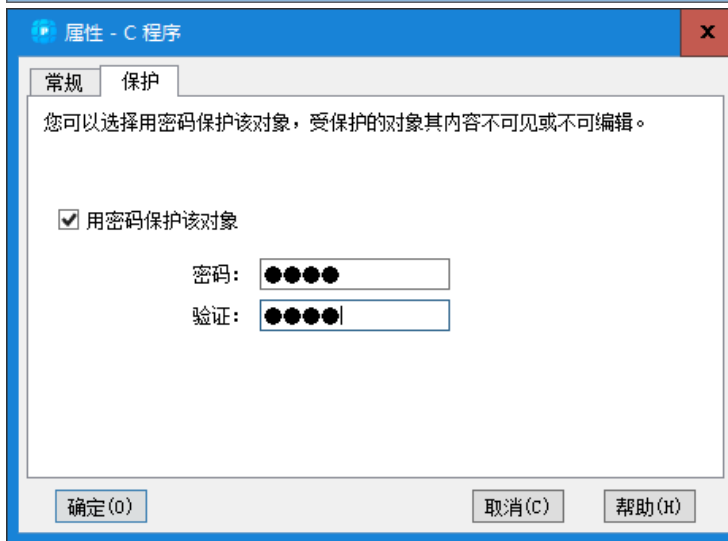 属性 - C 程序
x
常规 保护
您可以选择用密码保护该对象，受保护的对象其内容不可见或不可编辑。
用密码保护该对象
密码: ●●●●
验证: ●●●●
确定(O) 取消(C) 帮助(H)